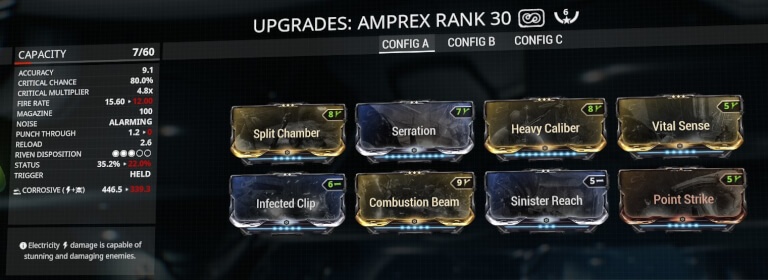 UPGRADES: AMPREX RANK 30
6
CONFIG A CONFIG B CONFIG C
CAPACITY 7/60
ACCURACY 9.1
CRITICAL CHANCE 80.0%
CRITICAL MULTIPLIER 4.8x
FIRE RATE 15.60 ▸ 12.00
MAGAZINE 100
NOISE ALARMING
PUNCH THROUGH 1.2 ▸ 0
RELOAD 2.6
RIVEN DISPOSITION
STATUS 35.2% ▸ 22.0%
TRIGGER HELD
CORROSIVE ( + ) 446.5 ▸
Electricity damage is capable of
stunning and damaging enemies.
8 7 8 5
Split Chamber Serration Heavy Caliber Vital Sense
6 9 5 5
Infected Clip Combustion Beam Sinister Reach Point Strike